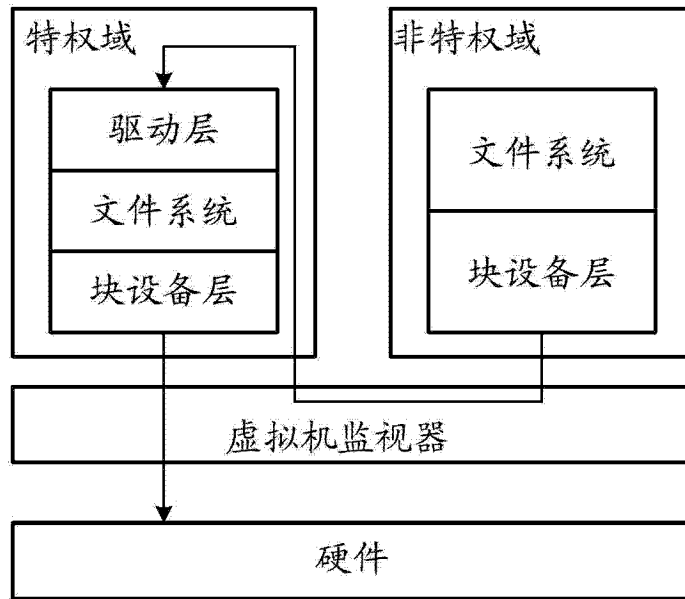 特权域
驱动层
文件系统
块设备层
非特权域
文件系统
块设备层
虚拟机监视器
硬件